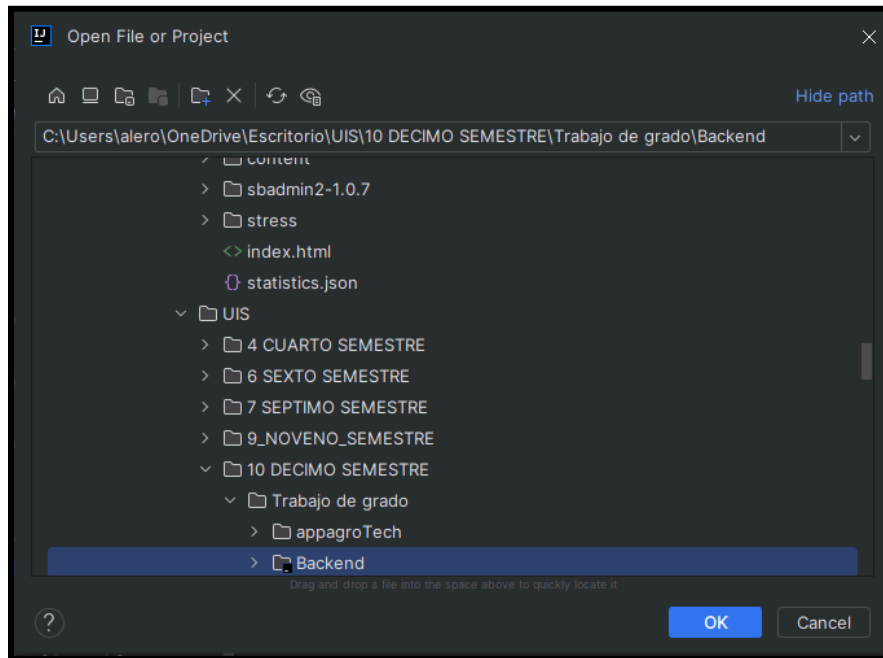 Open File or Project
Hide path
C:\Users\alero\OneDrive\Escritorio\UIS\10 DECIMO SEMESTRE\Trabajo de grado\Backend
content
sbadmin2-1.0.7
stress
index.html
statistics.json
UIS
4 CUARTO SEMESTRE
6 SEXTO SEMESTRE
7 SEPTIMO SEMESTRE
9_NOVENO_SEMESTRE
10 DECIMO SEMESTRE
Trabajo de grado
appagroTech
Backend
Drag and drop a file into the space above to quickly locate it
OK
Cancel